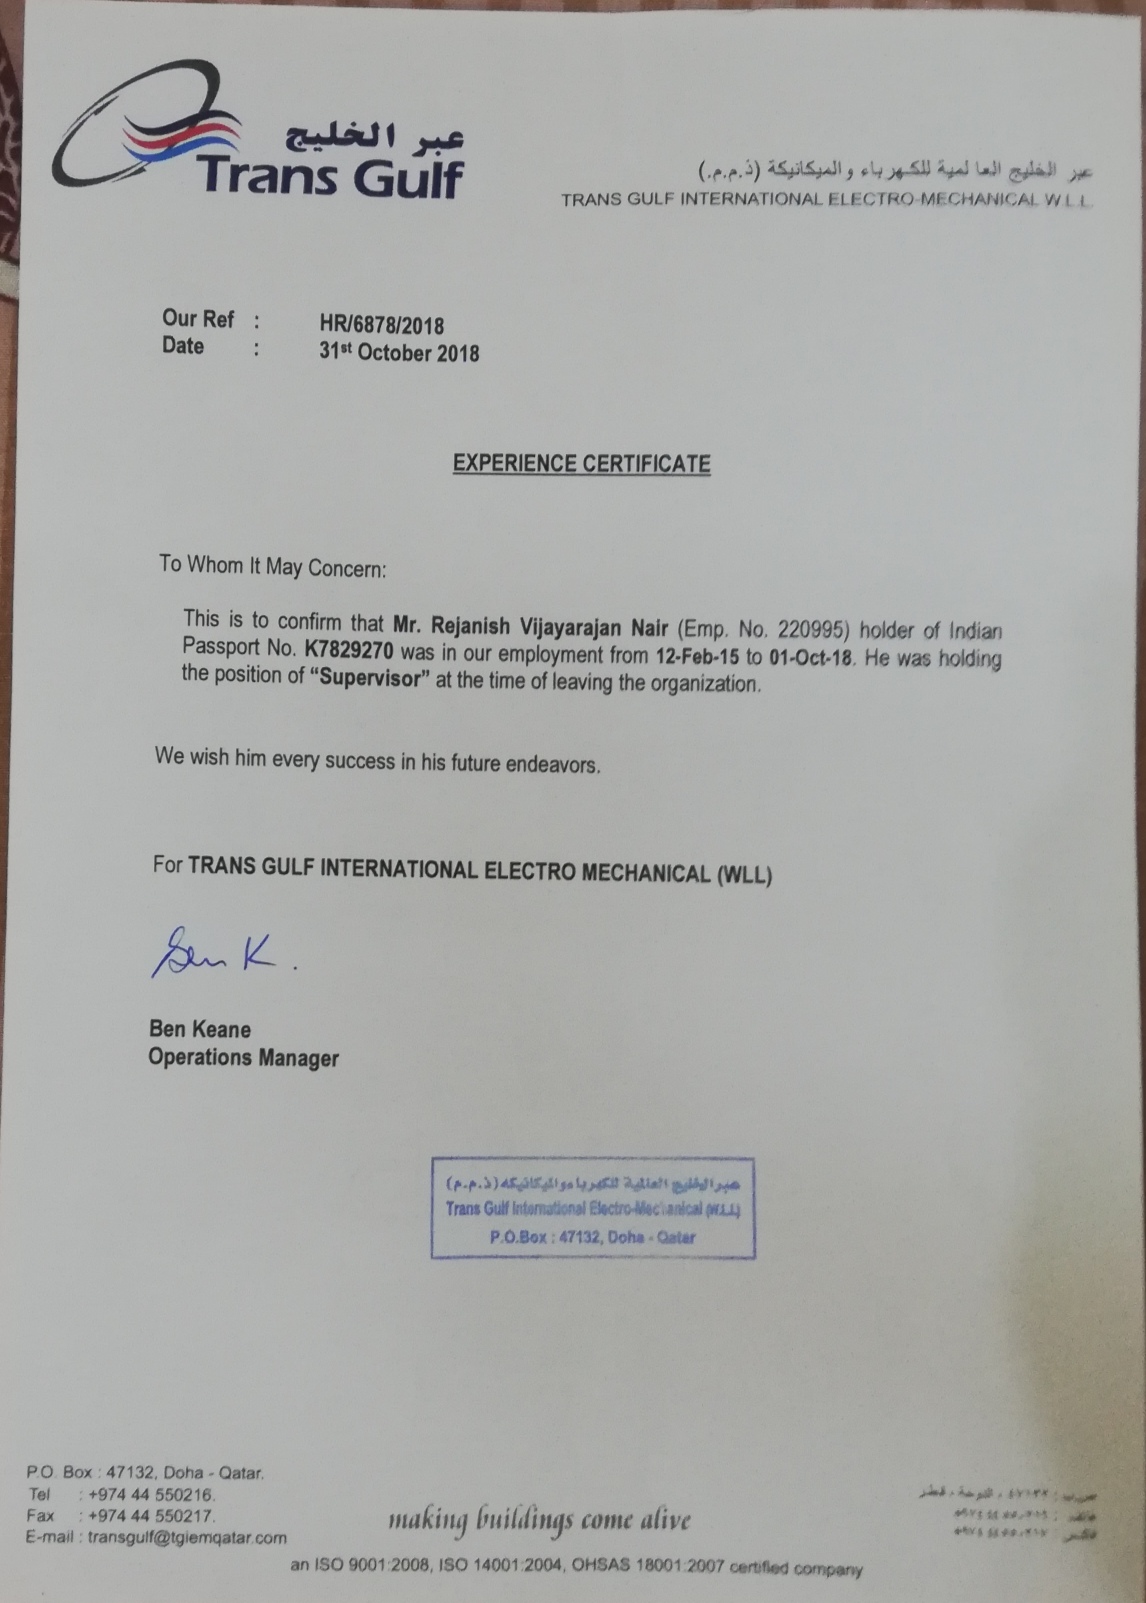 عبر الخليج
Trans Gulf
عبر الخليج العالمية للكهرباء والميكانيكة (ذ.م.م.)
TRANS GULF INTERNATIONAL ELECTRO-MECHANICAL W.L.L.
Our Ref : HR/6878/2018
Date : 31st October 2018
EXPERIENCE CERTIFICATE
To Whom It May Concern:
This is to confirm that Mr. Rejanish Vijayarajan Nair (Emp. No. 220995) holder of Indian
Passport No. K7829270 was in our employment from 12-Feb-15 to 01-Oct-18. He was holding
the position of “Supervisor” at the time of leaving the organization.
We wish him every success in his future endeavors.
For TRANS GULF INTERNATIONAL ELECTRO MECHANICAL (WLL)
Ben K.
Ben Keane
Operations Manager
عبر الخليج العالمية للكهرباء والميكانيكه (ذ.م.م)
Trans Gulf International Electro-Mechanical (W.L.L)
P.O.Box : 47132, Doha - Qatar
P.O. Box : 47132, Doha - Qatar.
Tel : +974 44 550216.
Fax : +974 44 550217.
E-mail : transgulf@tgiemqatar.com
making buildings come alive
ص.ب : ٤٧١٣٢ ، الدوحة ، قطر
هاتف :
فاكس :
an ISO 9001:2008, ISO 14001:2004, OHSAS 18001:2007 certified company